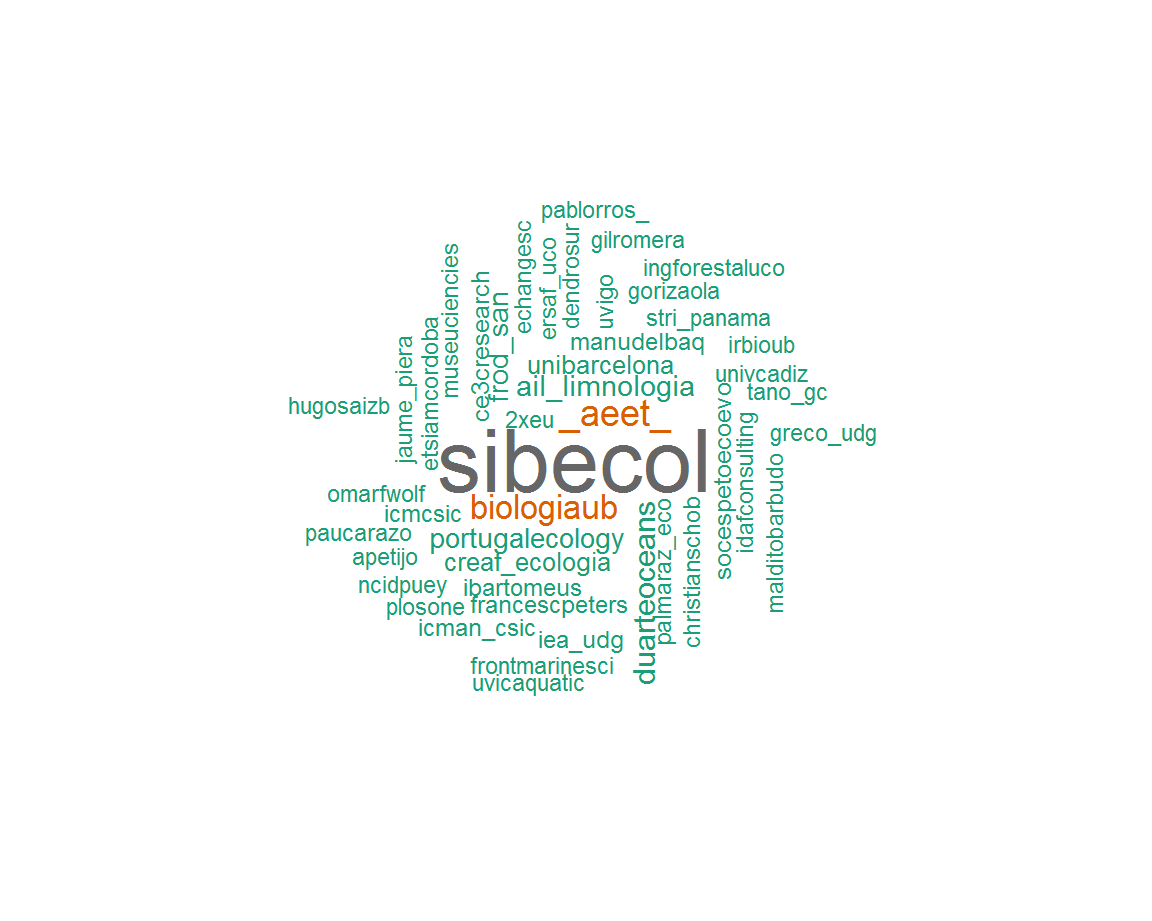 pablorros_
gilromera
echangesc
ersaf_uco
dendrosur
museuciencies
ingforestaluco
ce3cresearch
uvigo
gorizaola
frod_san
stri_panama
etsiamcordoba
jaume_piera
manudelbaq
irbioub
unibarcelona
univcadiz
ail_limnologia
tano_gc
hugosaizb
2xeu
_aeet_
socespetoecoevo
idafconsulting
greco_udg
sibecol
malditobarbudo
omarfwolf
biologiaub
icmcsic
paucarazo
portugalecology
duarteoceans
palmaraz_eco
christianschob
apetijo
creaf_ecologia
ncidpuey
ibartomeus
plosone
francescpeters
icman_csic
iea_udg
frontmarinesci
uvicaquatic